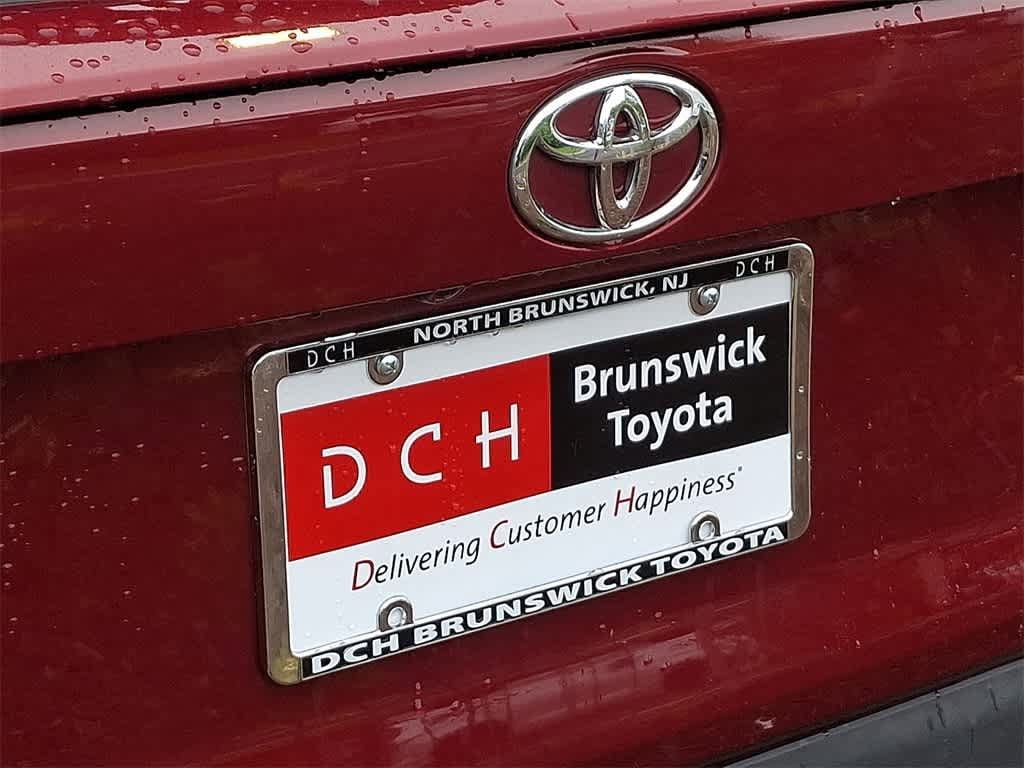 DCH NORTH BRUNSWICK, NJ DCH
DCH
Brunswick
Toyota
Delivering Customer Happiness
DCH BRUNSWICK TOYOTA